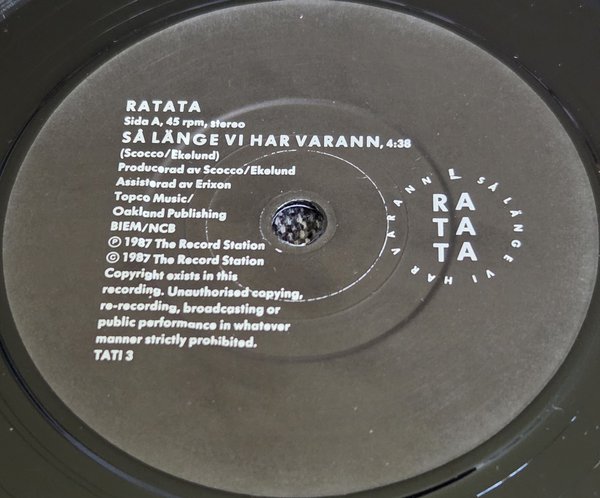 RATATA
Sida A, 45 rpm, stereo
SÅ LÄNGE VI HAR VARANN, 4:38
(Scocco/Ekelund)
Producerad av Scocco/Ekelund
Assisterad av Erixon
Topco Music/
Oakland Publishing
BIEM/NCB
Ⓟ 1987 The Record Station
© 1987 The Record Station
Copyright exists in this
recording. Unauthorised copying,
re-recording, broadcasting or
public performance in whatever
manner strictly prohibited.
TATI 3
SÅ LÄNGE VI HAR VARANN
RA
TA
TA